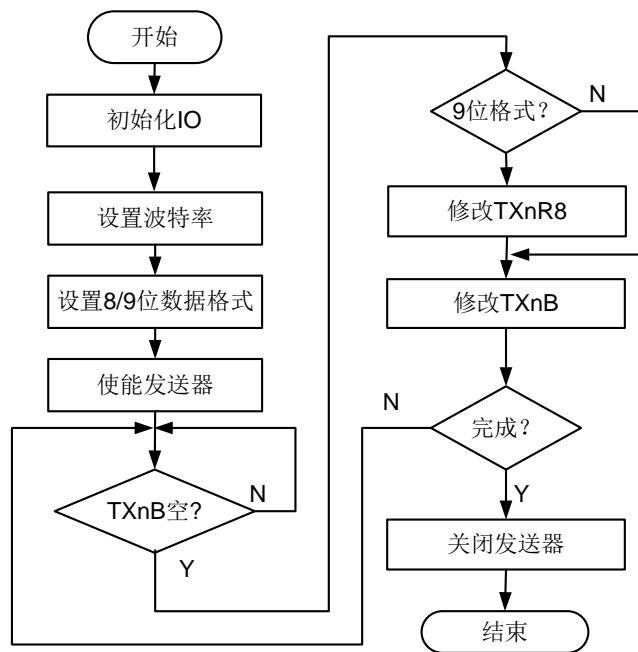 开始
初始化IO
设置波特率
设置8/9位数据格式
使能发送器
TXnB空?
N
Y
9位格式?
N
修改TXnR8
修改TXnB
完成?
N
Y
关闭发送器
结束